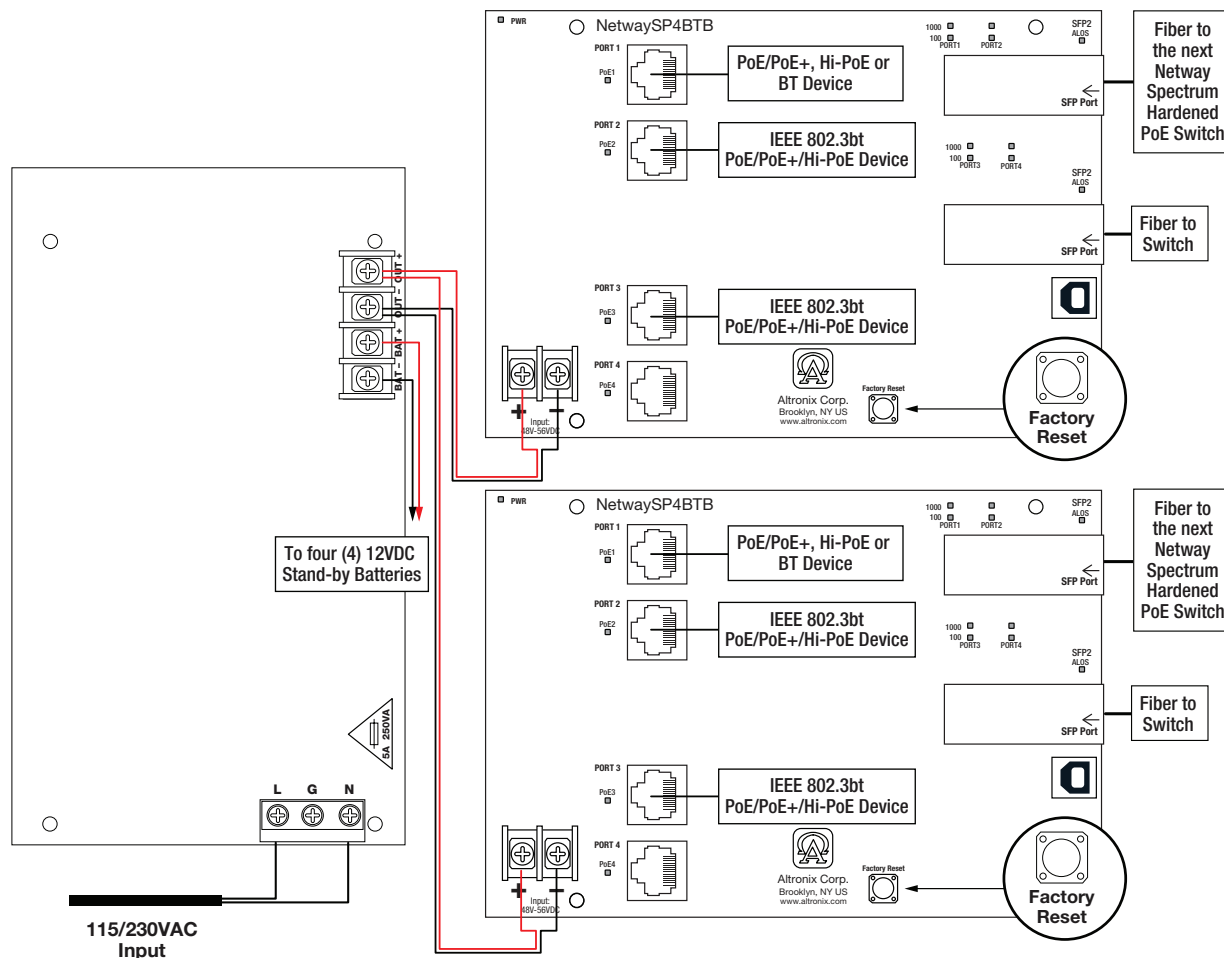 PWR
NetwaySP4BTB
PORT 1
PoE1
PoE/PoE+, Hi-PoE or
BT Device
1000
100
PORT1
PORT2
SFP2
ALOS
SFP Port
Fiber to
the next
Netway
Spectrum
Hardened
PoE Switch
PORT 2
PoE2
IEEE 802.3bt
PoE/PoE+/Hi-PoE Device
1000
100
PORT3
PORT4
SFP2
ALOS
SFP Port
Fiber to
Switch
PORT 3
PoE3
IEEE 802.3bt
PoE/PoE+/Hi-PoE Device
PORT 4
PoE4
+
–
Input:
48V-56VDC
Altronix Corp.
Brooklyn, NY US
www.altronix.com
Factory Reset
Factory
Reset
OUT +
OUT –
BAT +
BAT –
To four (4) 12VDC
Stand-by Batteries
5A 250VA
L G N
115/230VAC
Input
PWR
NetwaySP4BTB
PORT 1
PoE1
PoE/PoE+, Hi-PoE or
BT Device
1000
100
PORT1
PORT2
SFP2
ALOS
SFP Port
Fiber to
the next
Netway
Spectrum
Hardened
PoE Switch
PORT 2
PoE2
IEEE 802.3bt
PoE/PoE+/Hi-PoE Device
1000
100
PORT3
PORT4
SFP2
ALOS
SFP Port
Fiber to
Switch
PORT 3
PoE3
IEEE 802.3bt
PoE/PoE+/Hi-PoE Device
PORT 4
PoE4
+
–
Input:
48V-56VDC
Altronix Corp.
Brooklyn, NY US
www.altronix.com
Factory Reset
Factory
Reset